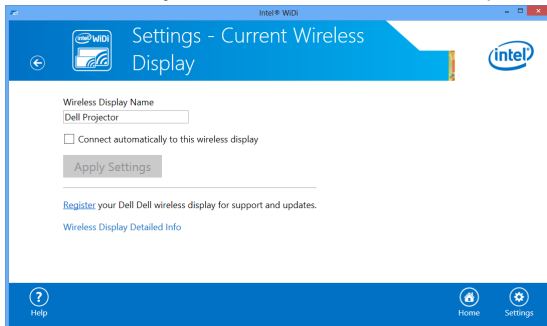 Intel® WiDi
intel WiDi
Settings - Current Wireless
Display
intel
Wireless Display Name
Dell Projector
Connect automatically to this wireless display
Apply Settings
Register your Dell Dell wireless display for support and updates.
Wireless Display Detailed Info
?
Help
Home
Settings